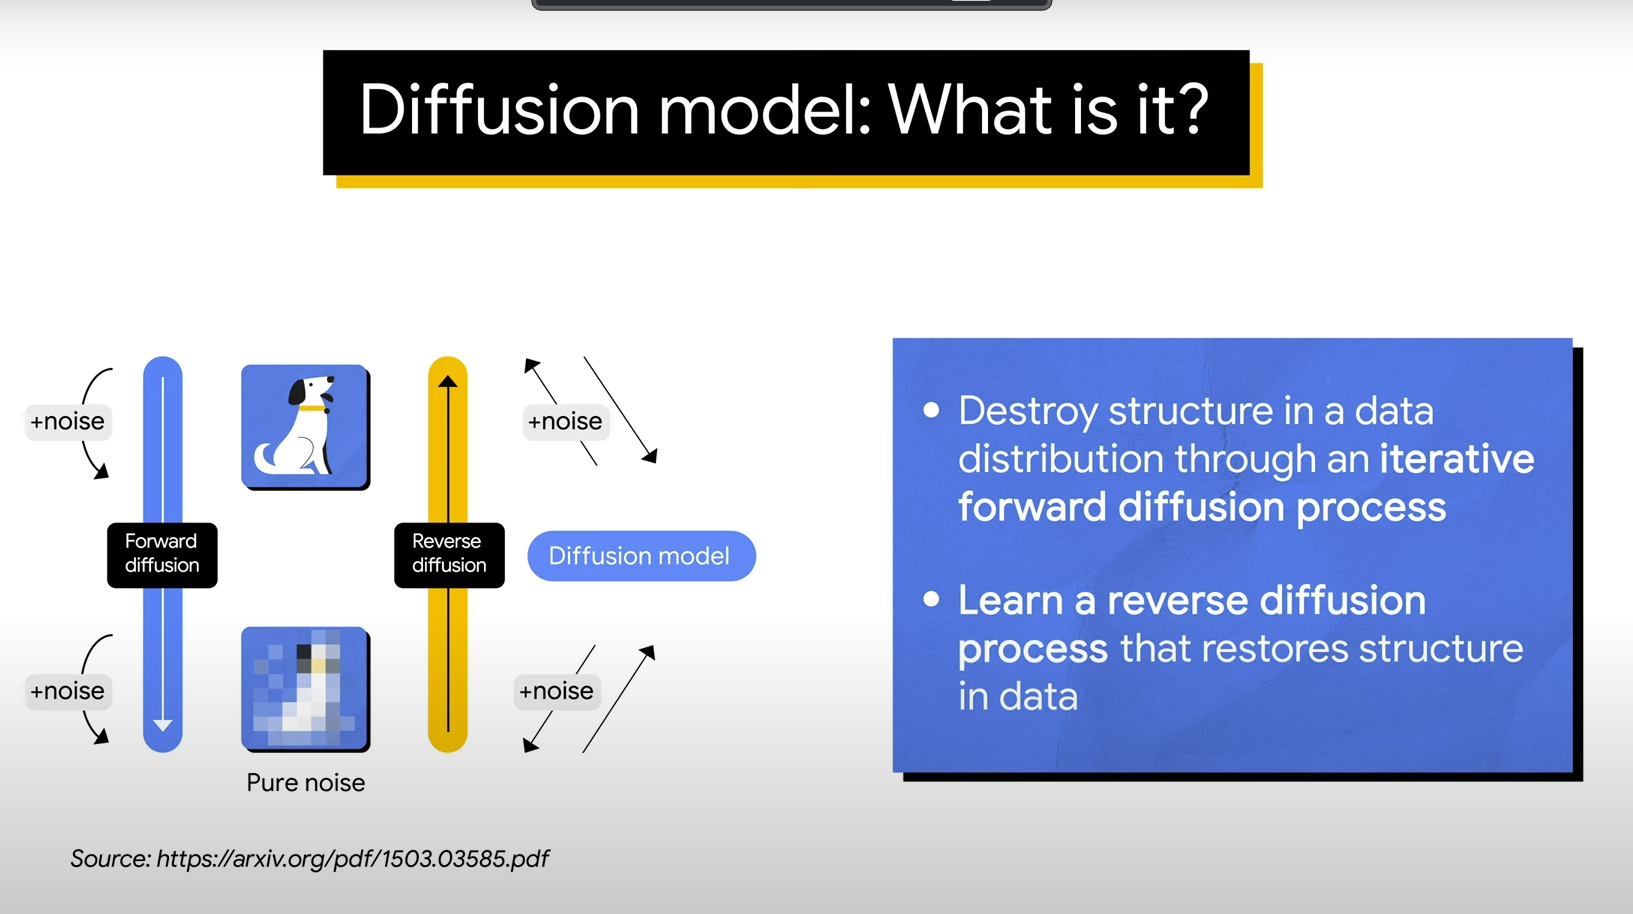 Diffusion model: What is it?
+noise
Forward
diffusion
+noise
Pure noise
Reverse
diffusion
+noise
Diffusion model
+noise
• Destroy structure in a data
distribution through an iterative
forward diffusion process
• Learn a reverse diffusion
process that restores structure
in data
Source: https://arxiv.org/pdf/1503.03585.pdf